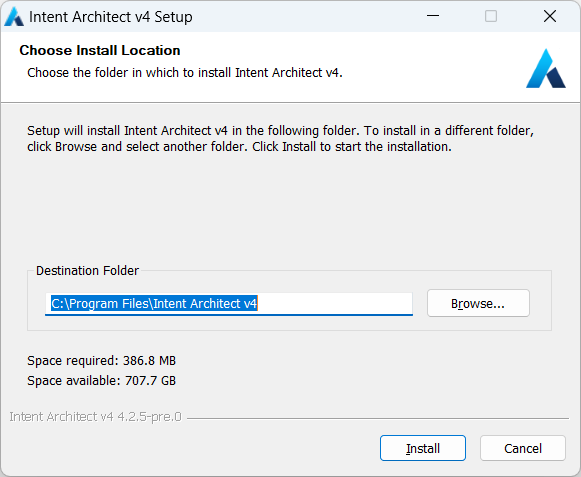 Intent Architect v4 Setup
Choose Install Location
Choose the folder in which to install Intent Architect v4.
Setup will install Intent Architect v4 in the following folder. To install in a different folder,
click Browse and select another folder. Click Install to start the installation.
Destination Folder
C:\Program Files\Intent Architect v4
Browse...
Space required: 386.8 MB
Space available: 707.7 GB
Intent Architect v4 4.2.5-pre.0
Install
Cancel